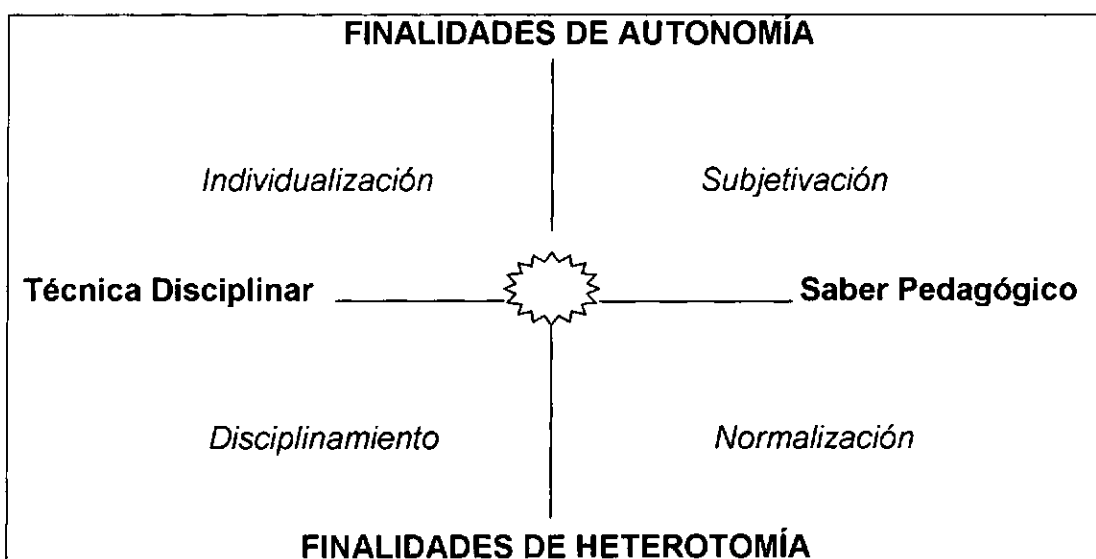 FINALIDADES DE AUTONOMÍA
Individualización Subjetivación
Técnica Disciplinar Saber Pedagógico
Disciplinamiento Normalización
FINALIDADES DE HETEROTOMÍA